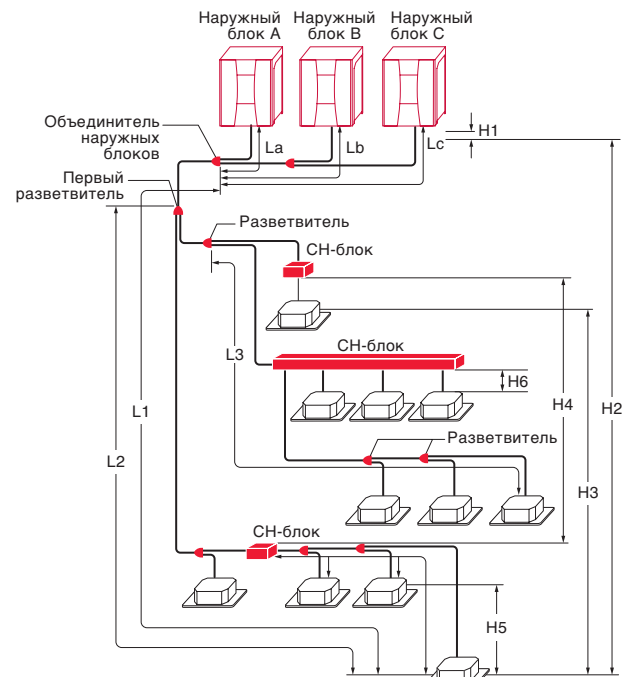 Наружный
блок A
Наружный
блок B
Наружный
блок C
H1
Объединитель
наружных
блоков
La
Lb
Lc
Первый
разветвитель
Разветвитель
CH-блок
L3
CH-блок
H6
H4
H2
L1
L2
Разветвитель
H3
CH-блок
H5